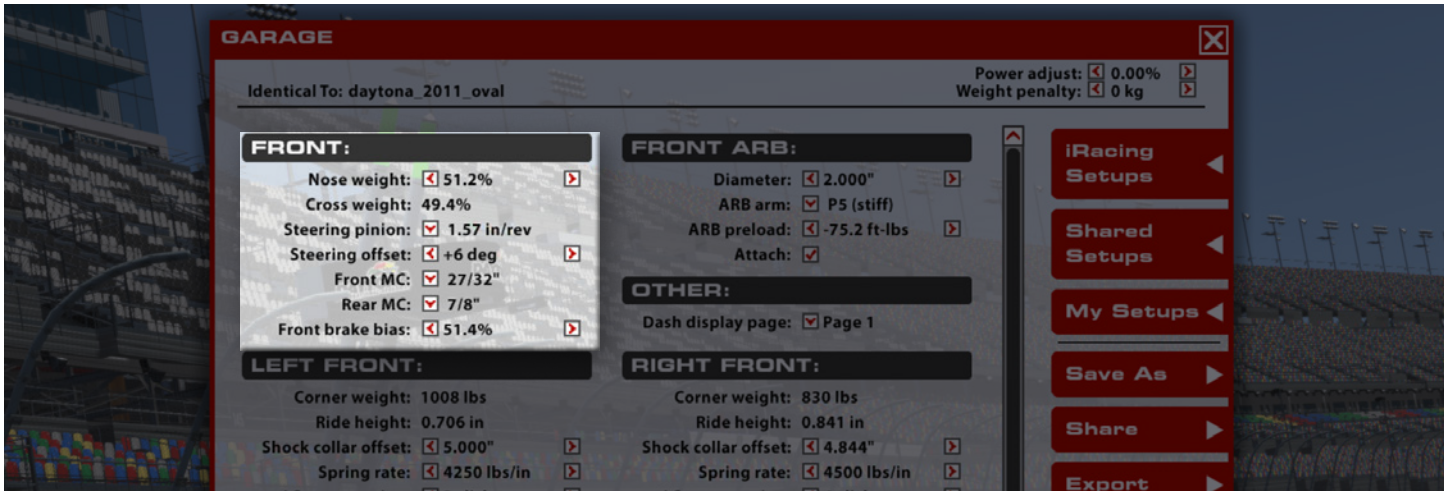 GARAGE
Identical To: daytona_2011_oval
Power adjust: 0.00%
Weight penalty: 0 kg
FRONT:
Nose weight: 51.2%
Cross weight: 49.4%
Steering pinion: 1.57 in/rev
Steering offset: +6 deg
Front MC: 27/32"
Rear MC: 7/8"
Front brake bias: 51.4%
FRONT ARB:
Diameter: 2.000"
ARB arm: P5 (stiff)
ARB preload: -75.2 ft-lbs
Attach:
OTHER:
Dash display page: Page 1
LEFT FRONT:
Corner weight: 1008 lbs
Ride height: 0.706 in
Shock collar offset: 5.000"
Spring rate: 4250 lbs/in
RIGHT FRONT:
Corner weight: 830 lbs
Ride height: 0.841 in
Shock collar offset: 4.844"
Spring rate: 4500 lbs/in
iRacing
Setups
Shared
Setups
My Setups
Save As
Share
Export